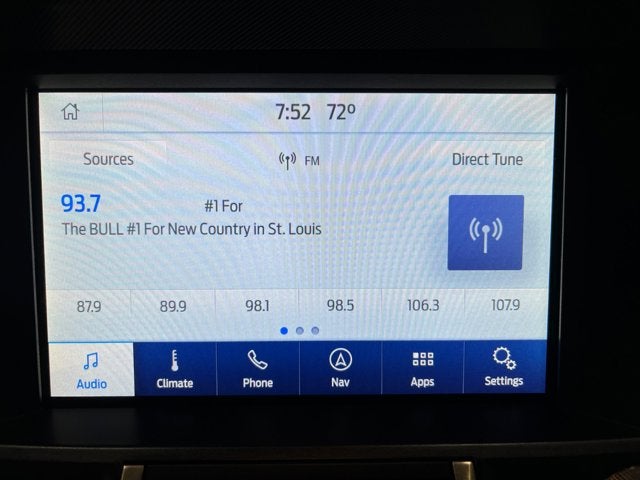 7:52 72°
Sources FM Direct Tune
93.7 #1 For
The BULL #1 For New Country in St. Louis
87.9 89.9 98.1 98.5 106.3 107.9
Audio Climate Phone Nav Apps Settings